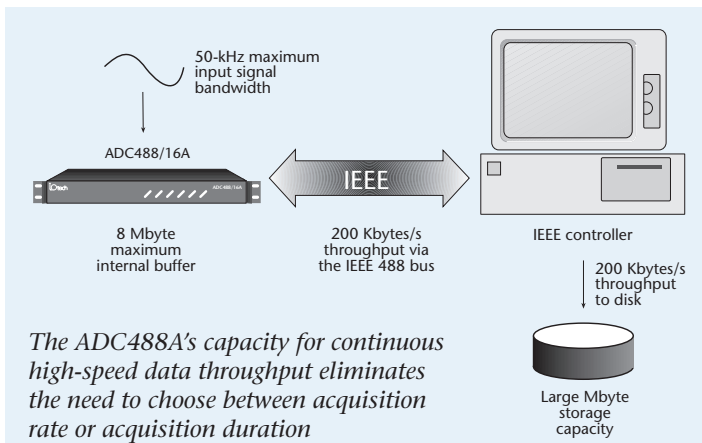 50-kHz maximum
input signal
bandwidth
ADC488/16A
IOtech
ADC488/16A
IEEE
8 Mbyte
maximum
internal buffer
200 Kbytes/s
throughput via
the IEEE 488 bus
IEEE controller
200 Kbytes/s
throughput
to disk
Large Mbyte
storage
capacity
The ADC488A's capacity for continuous
high-speed data throughput eliminates
the need to choose between acquisition
rate or acquisition duration